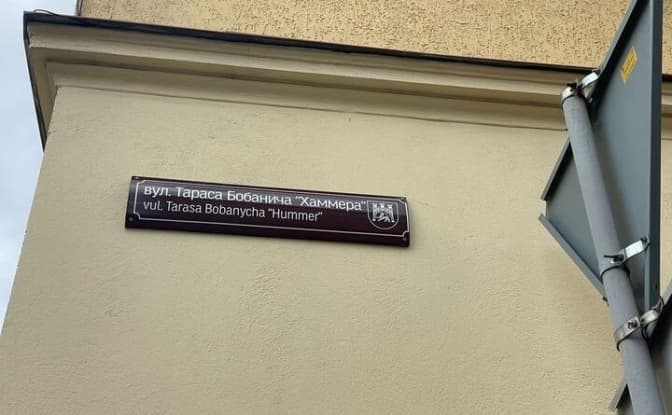 вул. Тараса Бобанича "Хаммера"
vul. Tarasa Bobanycha "Hummer"